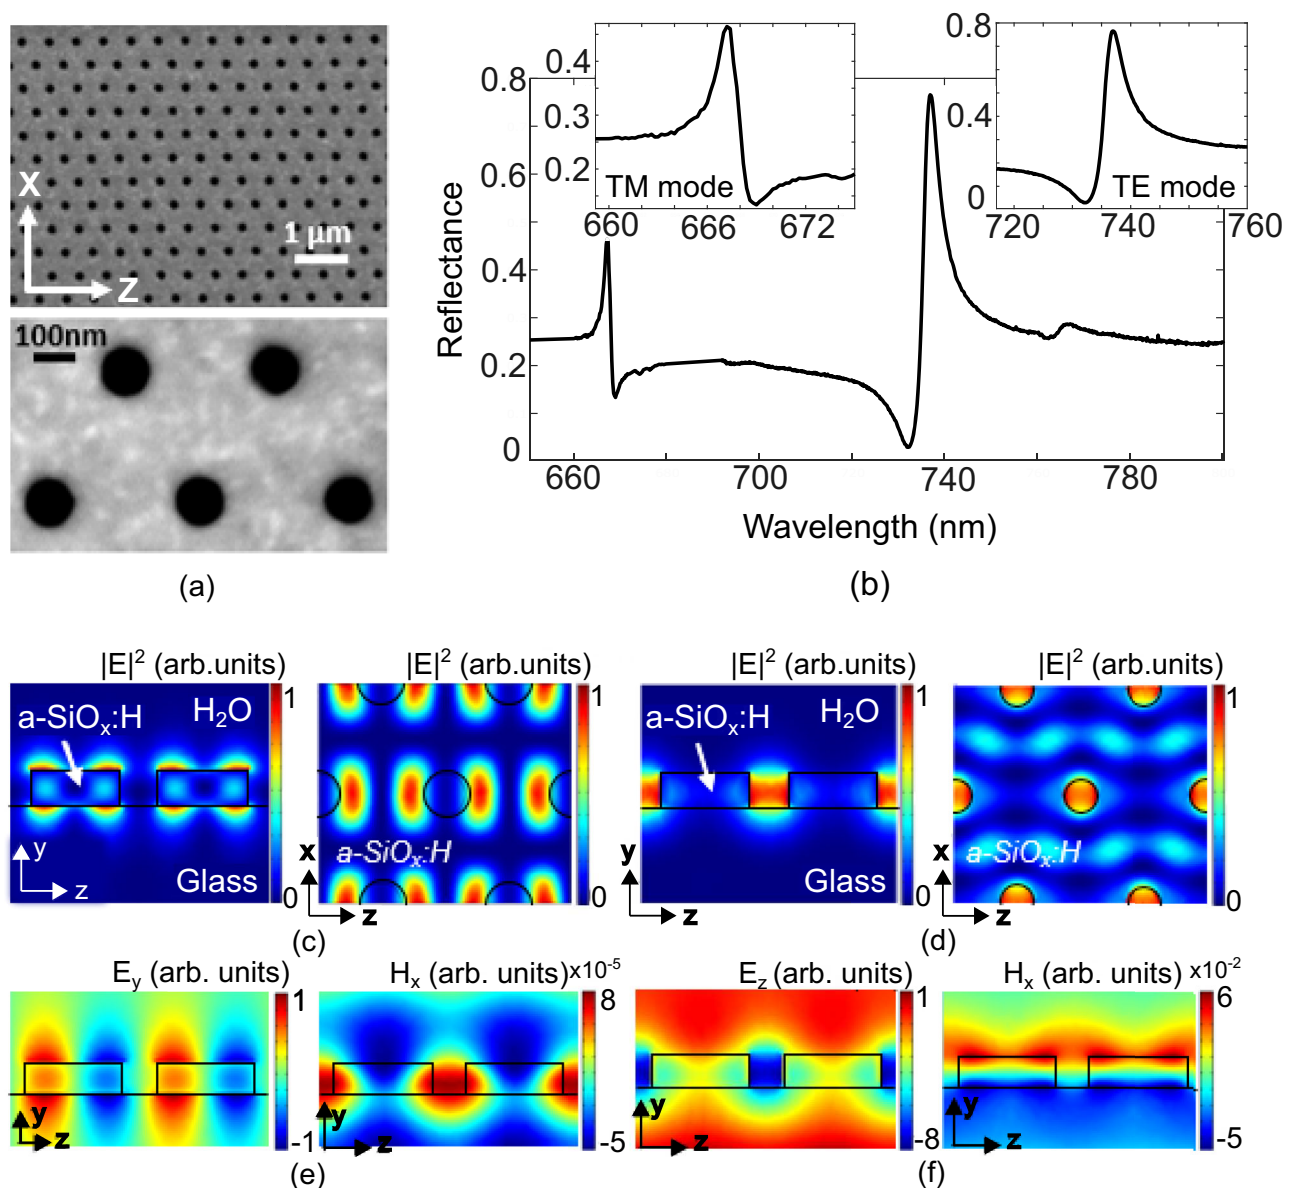 X
Z
1 µm
100nm
(a)
0.4
0.3
0.2
TM mode
660
666
672
0.8
0.4
0
TE mode
720
740
760
Reflectance
0.8
0.6
0.4
0.2
0
660
700
740
780
Wavelength (nm)
(b)
|E|² (arb.units)
a-SiOₓ:H
H₂O
Glass
y
z
1
0
|E|² (arb.units)
a-SiOₓ:H
x
z
1
0
(c)
|E|² (arb.units)
a-SiOₓ:H
H₂O
Glass
y
z
1
0
|E|² (arb.units)
a-SiOₓ:H
x
z
1
0
(d)
E_y (arb. units)
y
z
1
-1
Hₓ (arb. units)
×10⁻⁵
y
z
8
-5
(e)
E_z (arb. units)
y
z
1
-8
Hₓ (arb. units)
×10⁻²
y
z
6
-5
(f)